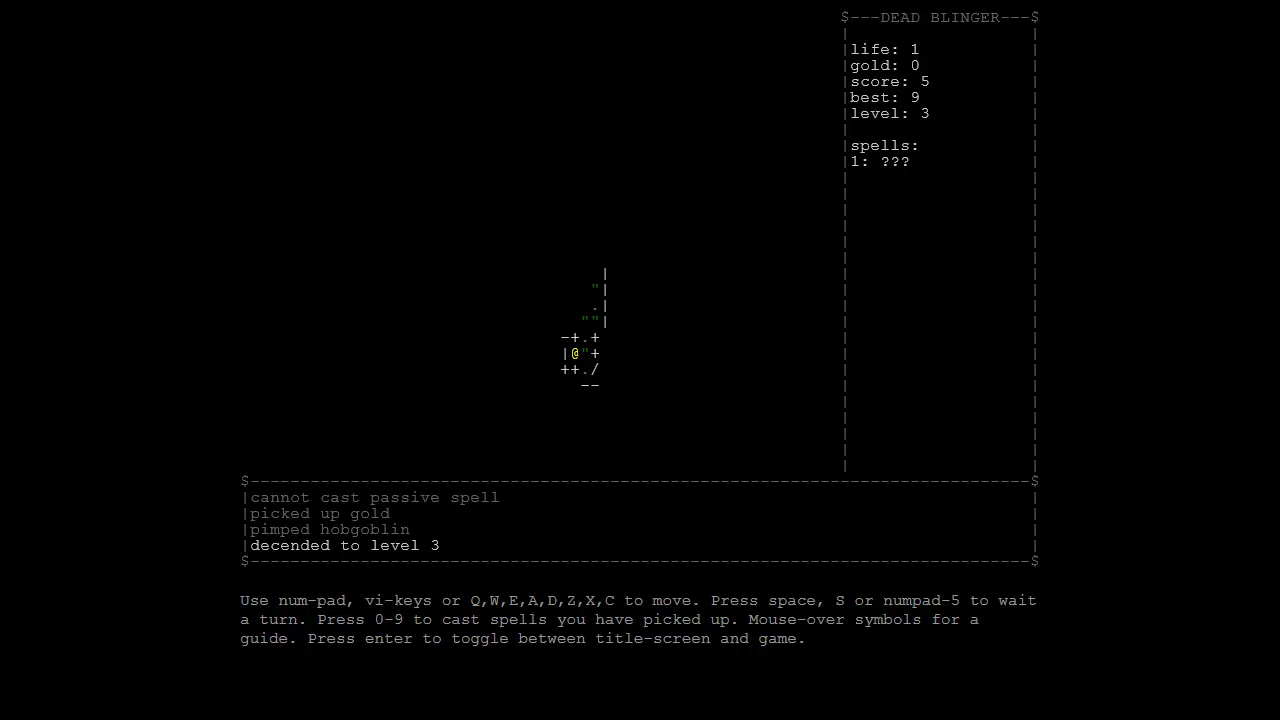 $---DEAD BLINGER---$
life: 1
gold: 0
score: 5
best: 9
level: 3
spells:
1: ???
|
"|
.|
""|
-+.+
|@"+
++./
--
$------------------------------------------------------------------------------$
|cannot cast passive spell
|picked up gold
|pimped hobgoblin
|decended to level 3
$------------------------------------------------------------------------------$
Use num-pad, vi-keys or Q,W,E,A,D,Z,X,C to move. Press space, S or numpad-5 to wait
a turn. Press 0-9 to cast spells you have picked up. Mouse-over symbols for a
guide. Press enter to toggle between title-screen and game.